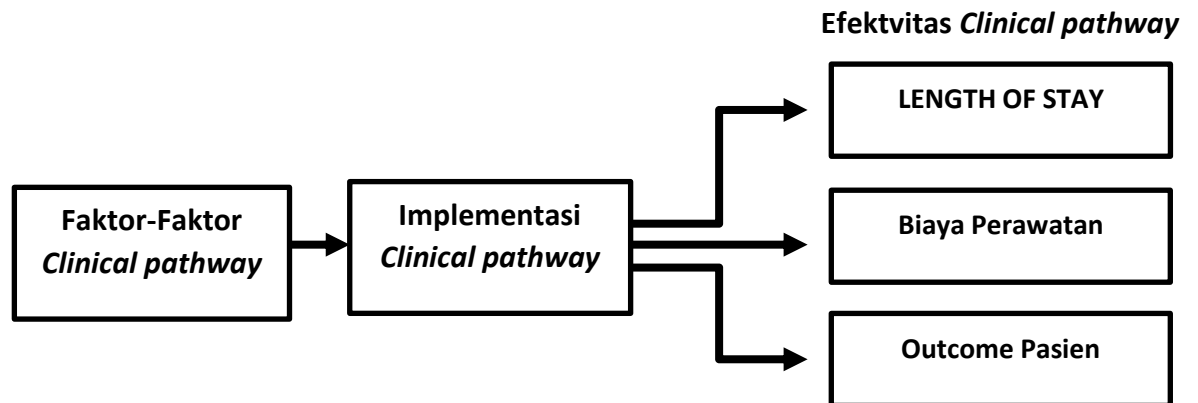 Efektvitas Clinical pathway
LENGTH OF STAY
Faktor-Faktor
Clinical pathway
Implementasi
Clinical pathway
Biaya Perawatan
Outcome Pasien